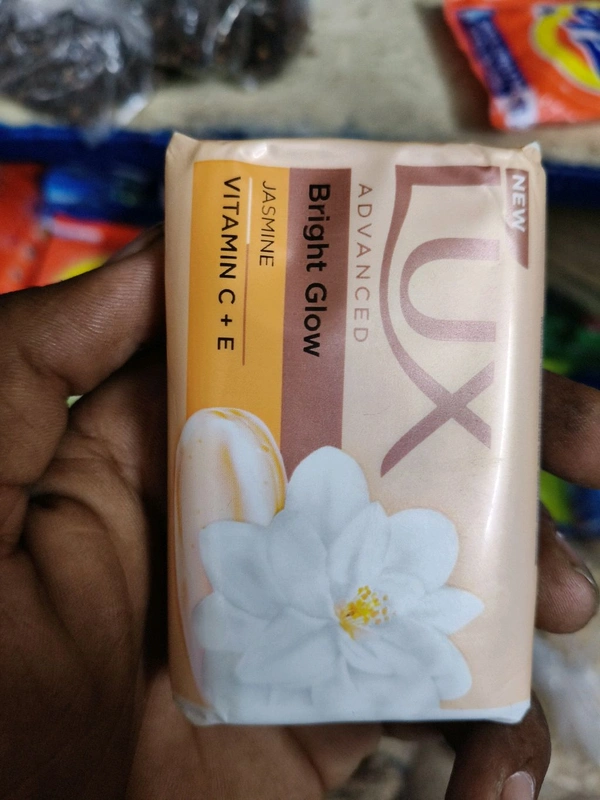 NEW
LUX
ADVANCED
Bright Glow
JASMINE
VITAMIN C + E